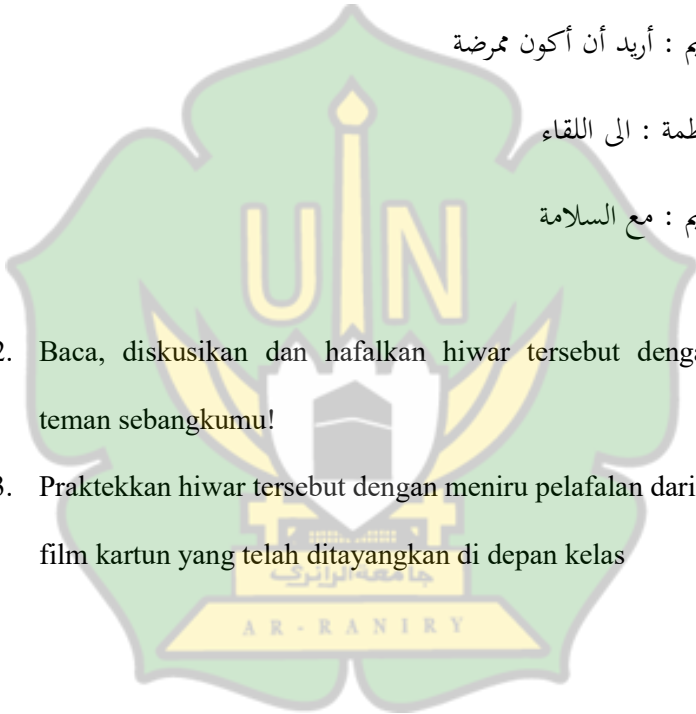 يم : أريد أن أكون ممرضة
طمة : الى اللقاء
يم : مع السلامة
2. Baca, diskusikan dan hafalkan hiwar tersebut denga
teman sebangkumu!
3. Praktekkan hiwar tersebut dengan meniru pelafalan dari
film kartun yang telah ditayangkan di depan kelas
UIN
جامعة الرانري
AR-RANIRY